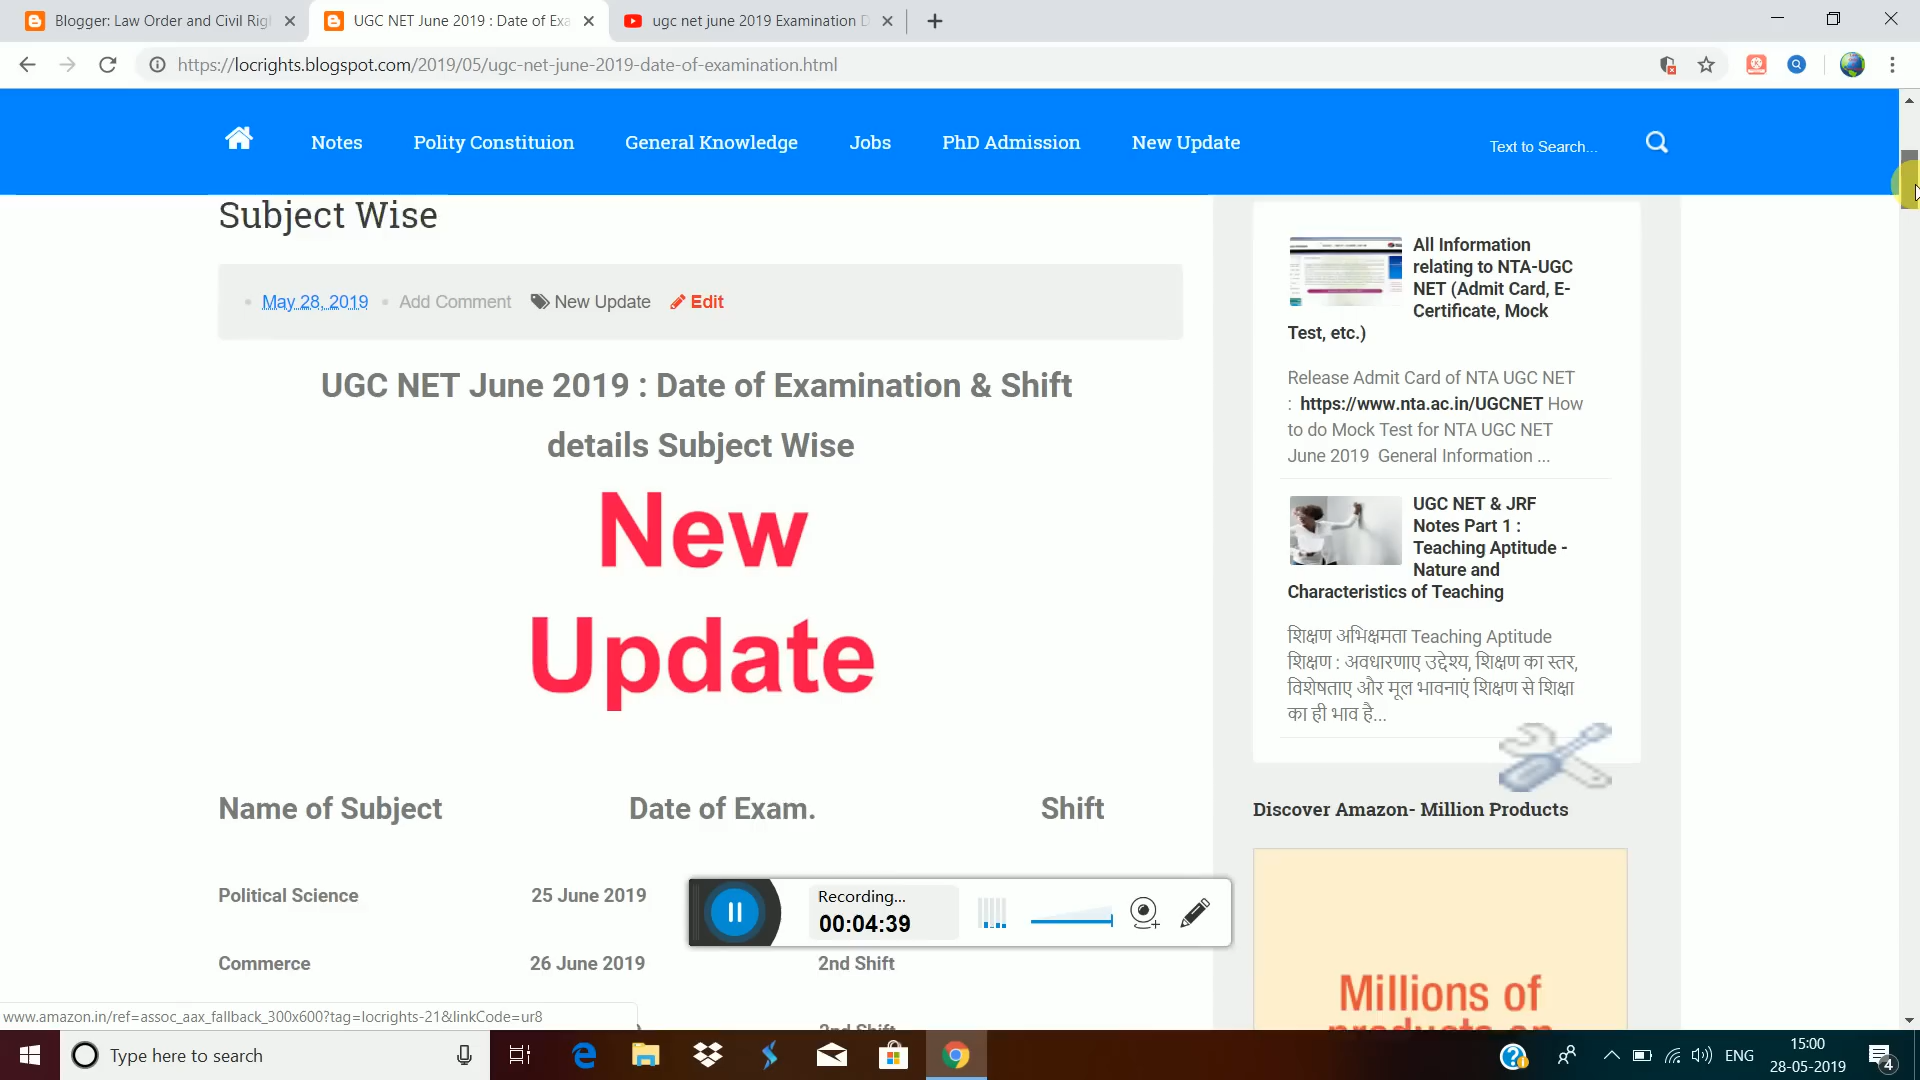 Blogger: Law Order and Civil Rig
UGC NET June 2019 : Date of Exa
ugc net june 2019 Examination D
https://locrights.blogspot.com/2019/05/ugc-net-june-2019-date-of-examination.html
Notes
Polity Constituion
General Knowledge
Jobs
PhD Admission
New Update
Text to Search...
Subject Wise
May 28, 2019
Add Comment
New Update
Edit
UGC NET June 2019 : Date of Examination & Shift
details Subject Wise
New
Update
Name of Subject Date of Exam. Shift
Political Science 25 June 2019
Commerce 26 June 2019 2nd Shift
2nd Shift
All Information
relating to NTA-UGC
NET (Admit Card, E-
Certificate, Mock
Test, etc.)
Release Admit Card of NTA UGC NET
: https://www.nta.ac.in/UGCNET How
to do Mock Test for NTA UGC NET
June 2019 General Information ...
UGC NET & JRF
Notes Part 1 :
Teaching Aptitude -
Nature and
Characteristics of Teaching
शिक्षण अभिक्षमता Teaching Aptitude
शिक्षण : अवधारणाए उद्देश्य, शिक्षण का स्तर,
विशेषताए और मूल भावनाएं शिक्षण से शिक्षा
का ही भाव है...
Discover Amazon- Million Products
Millions of
products on
Recording...
00:04:39
www.amazon.in/ref=assoc_aax_fallback_300x600?tag=locrights-21&linkCode=ur8
Type here to search
ENG
15:00
28-05-2019
4